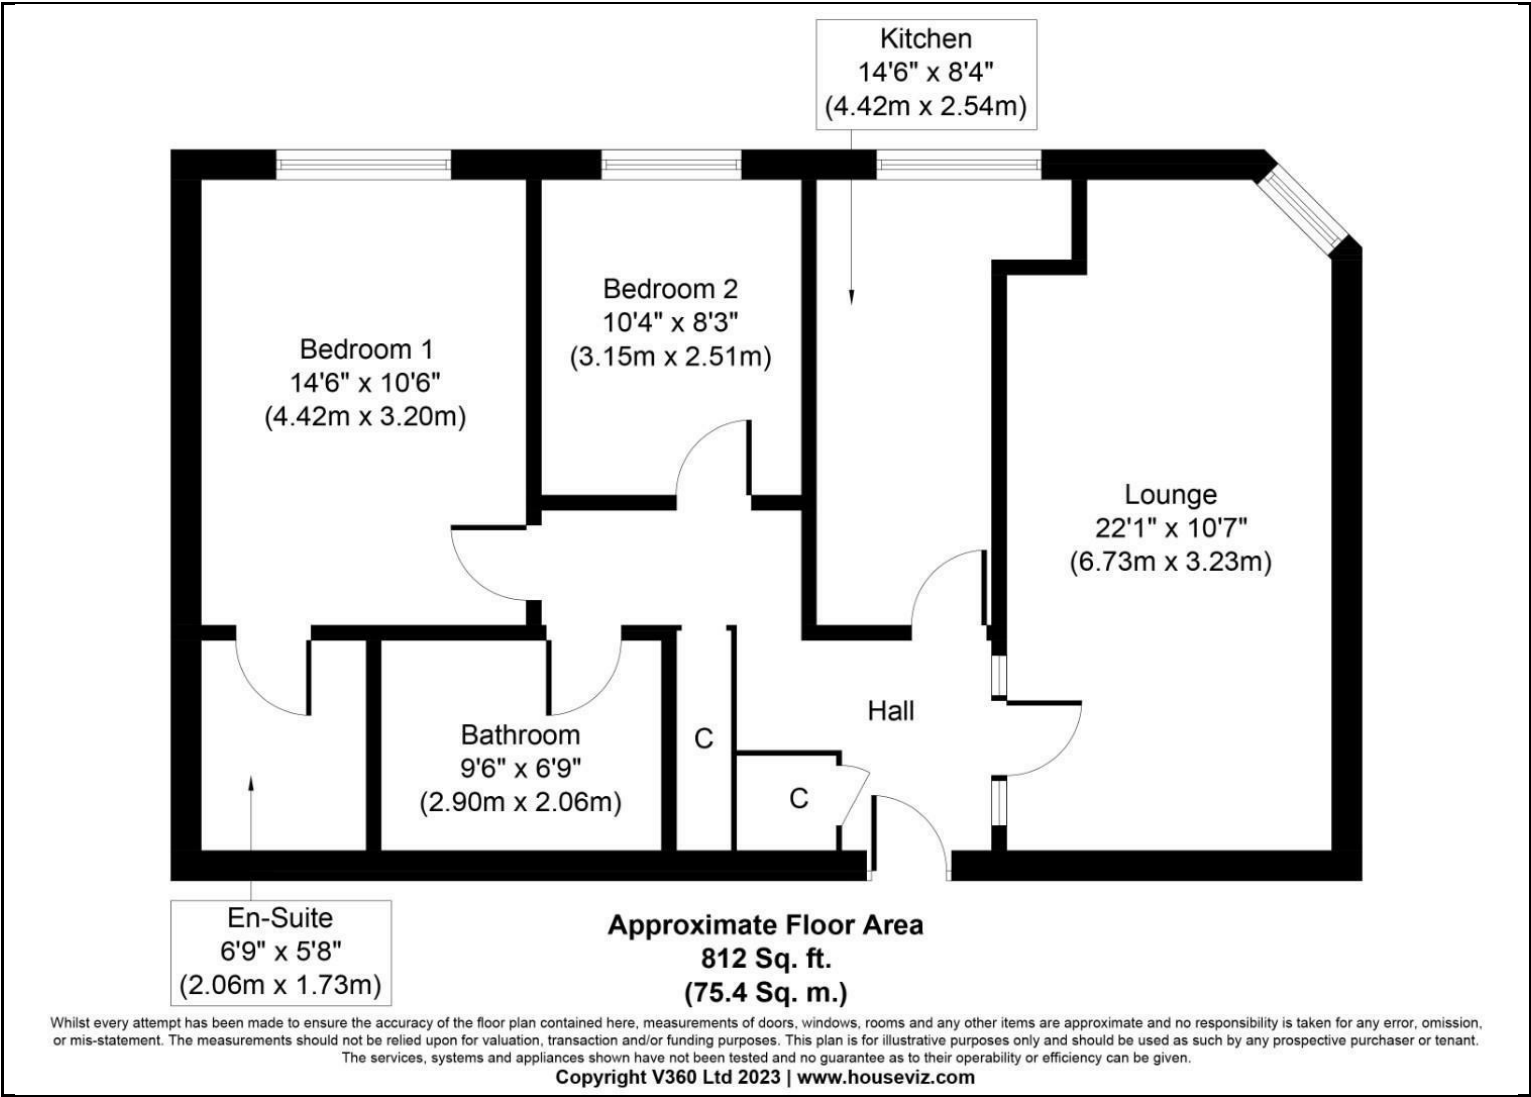 Kitchen
14'6" x 8'4"
(4.42m x 2.54m)
Bedroom 1
14'6" x 10'6"
(4.42m x 3.20m)
Bedroom 2
10'4" x 8'3"
(3.15m x 2.51m)
Lounge
22'1" x 10'7"
(6.73m x 3.23m)
Hall
Bathroom
9'6" x 6'9"
(2.90m x 2.06m)
C
C
En-Suite
6'9" x 5'8"
(2.06m x 1.73m)
Approximate Floor Area
812 Sq. ft.
(75.4 Sq. m.)
Whilst every attempt has been made to ensure the accuracy of the floor plan contained here, measurements of doors, windows, rooms and any other items are approximate and no responsibility is taken for any error, omission,
or mis-statement. The measurements should not be relied upon for valuation, transaction and/or funding purposes. This plan is for illustrative purposes only and should be used as such by any prospective purchaser or tenant.
The services, systems and appliances shown have not been tested and no guarantee as to their operability or efficiency can be given.
Copyright V360 Ltd 2023 | www.houseviz.com